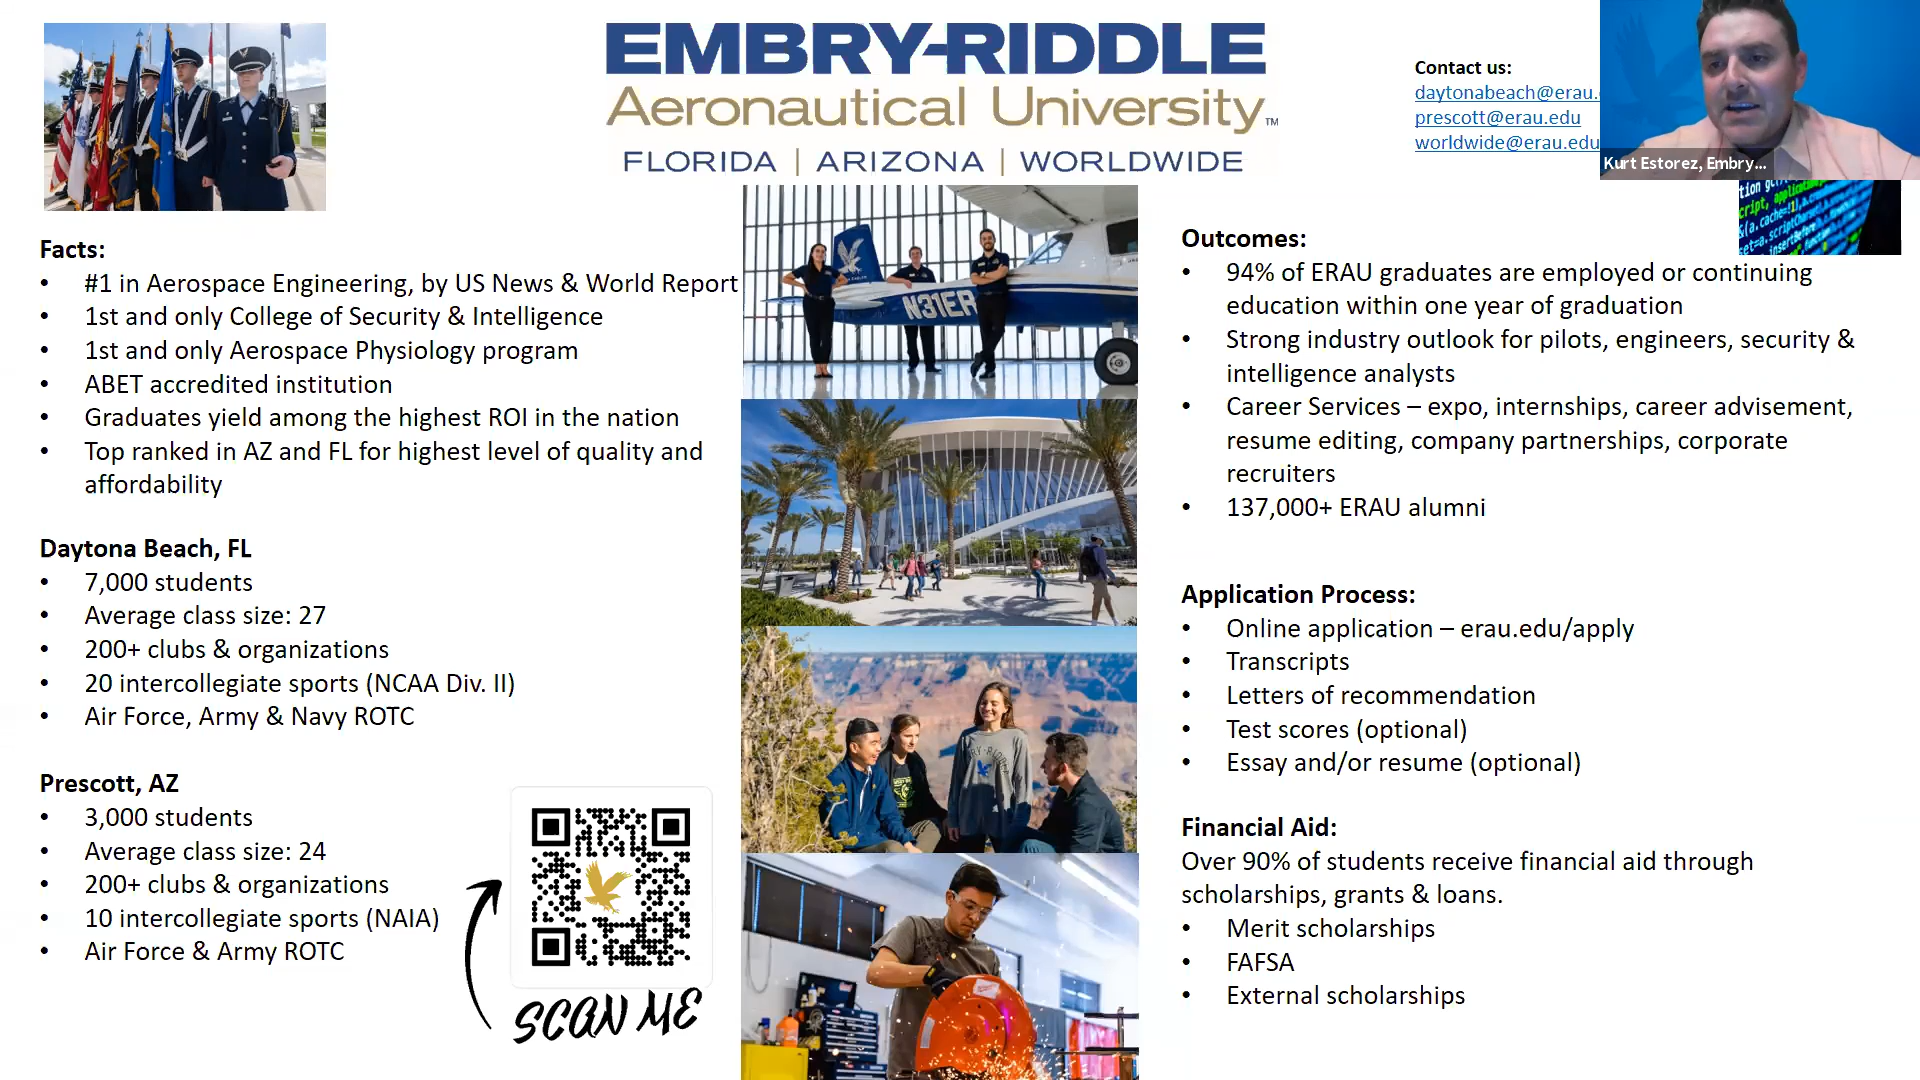 EMBRY-RIDDLE
Aeronautical University™
FLORIDA | ARIZONA | WORLDWIDE
Contact us:
daytonabeach@erau.
prescott@erau.edu
worldwide@erau.edu
Kurt Estorez, Embry...
Facts:
• #1 in Aerospace Engineering, by US News & World Report
• 1st and only College of Security & Intelligence
• 1st and only Aerospace Physiology program
• ABET accredited institution
• Graduates yield among the highest ROI in the nation
• Top ranked in AZ and FL for highest level of quality and
affordability
Daytona Beach, FL
• 7,000 students
• Average class size: 27
• 200+ clubs & organizations
• 20 intercollegiate sports (NCAA Div. II)
• Air Force, Army & Navy ROTC
Prescott, AZ
• 3,000 students
• Average class size: 24
• 200+ clubs & organizations
• 10 intercollegiate sports (NAIA)
• Air Force & Army ROTC
SCAN ME
N31ER
Outcomes:
• 94% of ERAU graduates are employed or continuing
education within one year of graduation
• Strong industry outlook for pilots, engineers, security &
intelligence analysts
• Career Services – expo, internships, career advisement,
resume editing, company partnerships, corporate
recruiters
• 137,000+ ERAU alumni
Application Process:
• Online application – erau.edu/apply
• Transcripts
• Letters of recommendation
• Test scores (optional)
• Essay and/or resume (optional)
Financial Aid:
Over 90% of students receive financial aid through
scholarships, grants & loans.
• Merit scholarships
• FAFSA
• External scholarships